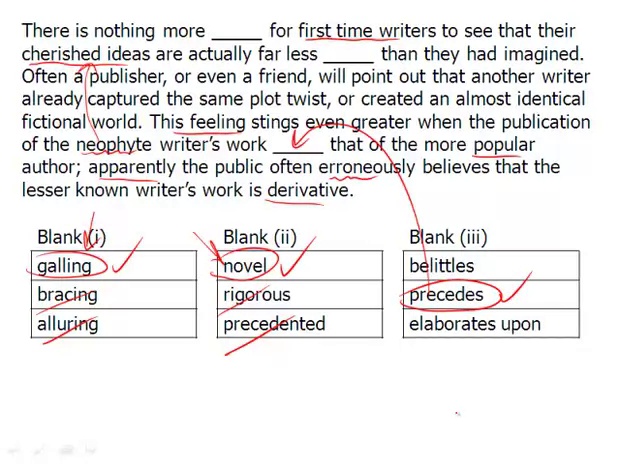 There is nothing more _____ for first time writers to see that their
cherished ideas are actually far less _____ than they had imagined.
Often a publisher, or even a friend, will point out that another writer
already captured the same plot twist, or created an almost identical
fictional world. This feeling stings even greater when the publication
of the neophyte writer's work _____ that of the more popular
author; apparently the public often erroneously believes that the
lesser known writer's work is derivative.
Blank (i) Blank (ii) Blank (iii)
galling novel belittles
bracing rigorous precedes
alluring precedented elaborates upon